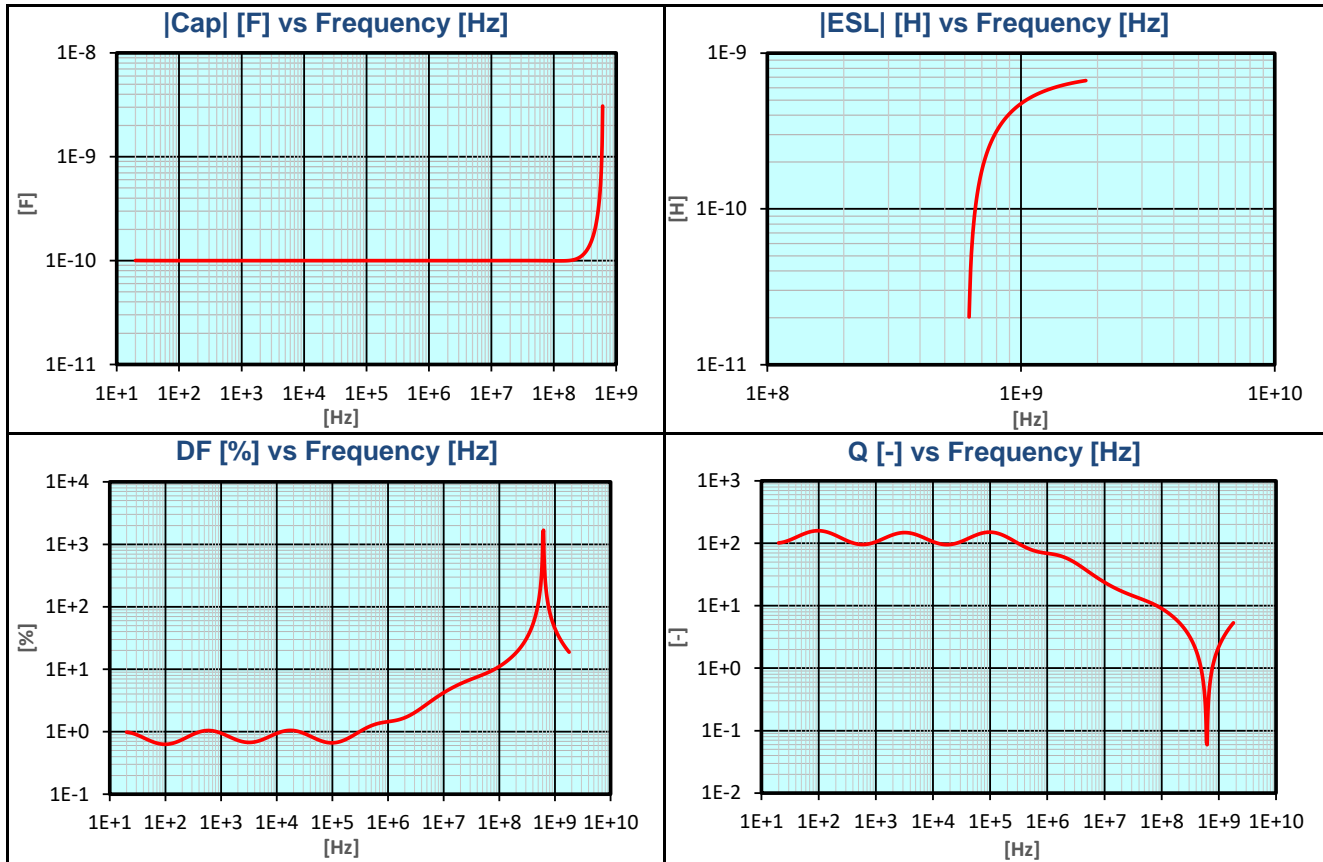 |Cap| [F] vs Frequency [Hz]
1E-8
1E-9
1E-10
1E-11
[F]
1E+1 1E+2 1E+3 1E+4 1E+5 1E+6 1E+7 1E+8 1E+9
[Hz]
|ESL| [H] vs Frequency [Hz]
1E-9
1E-10
1E-11
[H]
1E+8 1E+9 1E+10
[Hz]
DF [%] vs Frequency [Hz]
1E+4
1E+3
1E+2
1E+1
1E+0
1E-1
[%]
1E+1 1E+2 1E+3 1E+4 1E+5 1E+6 1E+7 1E+8 1E+9 1E+10
[Hz]
Q [-] vs Frequency [Hz]
1E+3
1E+2
1E+1
1E+0
1E-1
1E-2
[-]
1E+1 1E+2 1E+3 1E+4 1E+5 1E+6 1E+7 1E+8 1E+9 1E+10
[Hz]